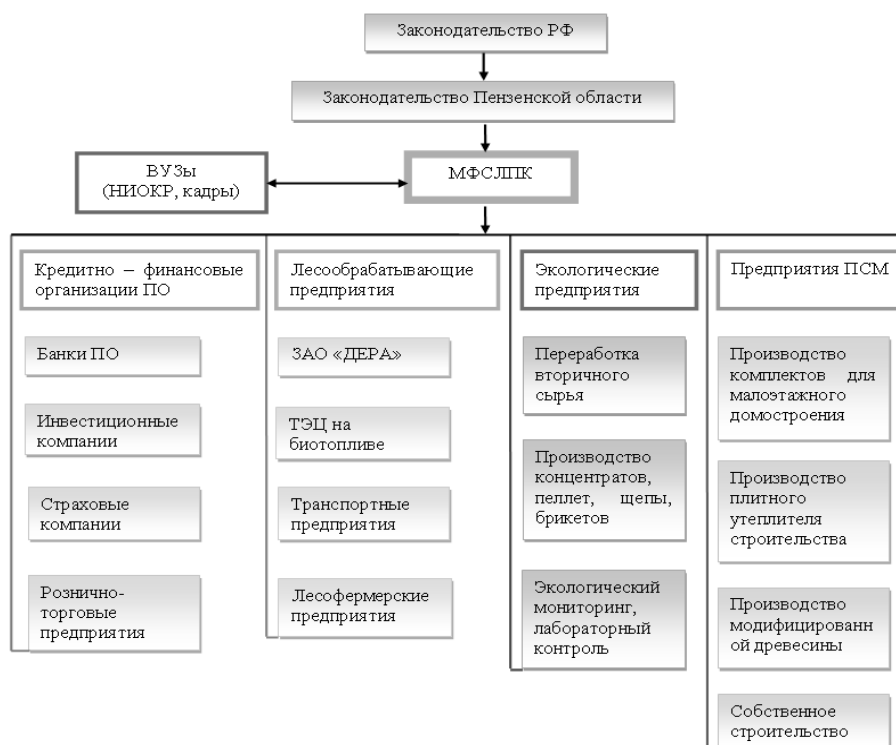 Законодательство РФ
Законодательство Пензенской области
ВУЗы
(НИОКР, кадры)
МФСЛПК
Кредитно – финансовые
организации ПО
Банки ПО
Инвестиционные
компании
Страховые
компании
Рознично-
торговые
предприятия
Лесообрабатывающие
предприятия
ЗАО «ДЕРА»
ТЭЦ на
биотопливе
Транспортные
предприятия
Лесофермерские
предприятия
Экологические
предприятия
Переработка
вторичного
сырья
Производство
концентратов,
пеллет, щепы,
брикетов
Экологический
мониторинг,
лабораторный
контроль
Предприятия ПСМ
Производство
комплектов для
малоэтажного
домостроения
Производство
плитного
утеплителя
строительства
Производство
модифицированн
ой древесины
Собственное
строительство